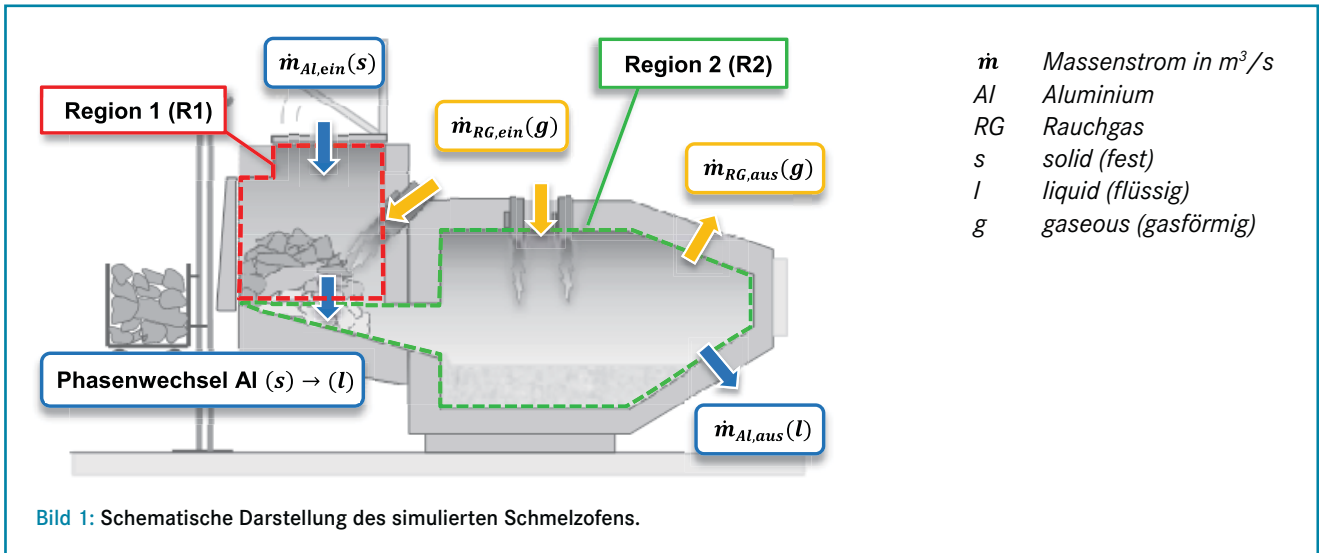 ṁ_Al,ein(s)
Region 1 (R1)
Region 2 (R2)
ṁ_RG,ein(g)
ṁ_RG,aus(g)
Phasenwechsel Al (s) → (l)
ṁ_Al,aus(l)
ṁ Massenstrom in m³/s
Al Aluminium
RG Rauchgas
s solid (fest)
l liquid (flüssig)
g gaseous (gasförmig)
Bild 1: Schematische Darstellung des simulierten Schmelzofens.